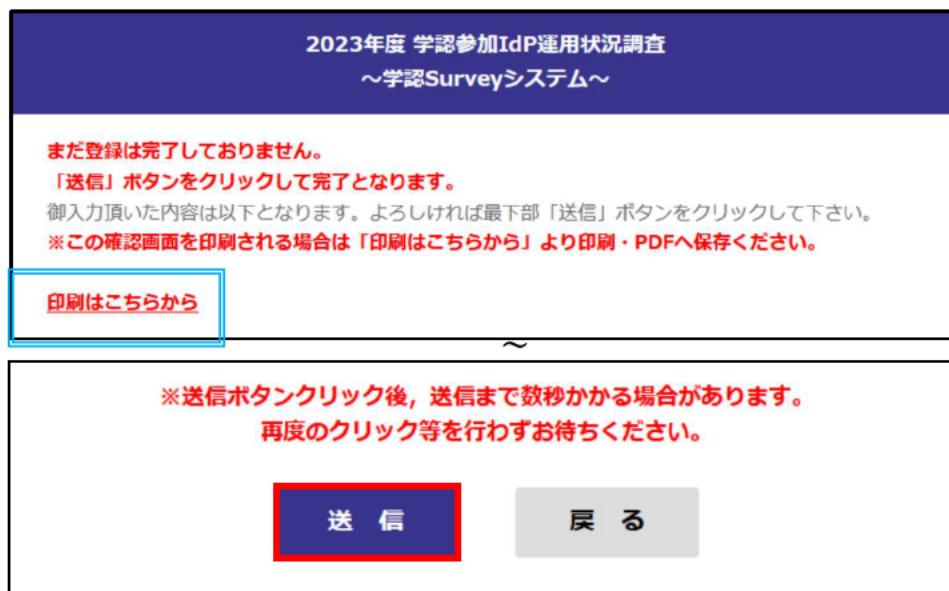 2023年度 学認参加IdP運用状況調査
～学認Surveyシステム～
まだ登録は完了しておりません。
「送信」ボタンをクリックして完了となります。
御入力頂いた内容は以下となります。よろしければ最下部「送信」ボタンをクリックして下さい。
※この確認画面を印刷される場合は「印刷はこちらから」より印刷・PDFへ保存ください。
印刷はこちらから
～
※送信ボタンクリック後，送信まで数秒かかる場合があります。
再度のクリック等を行わずお待ちください。
送　信
戻　る